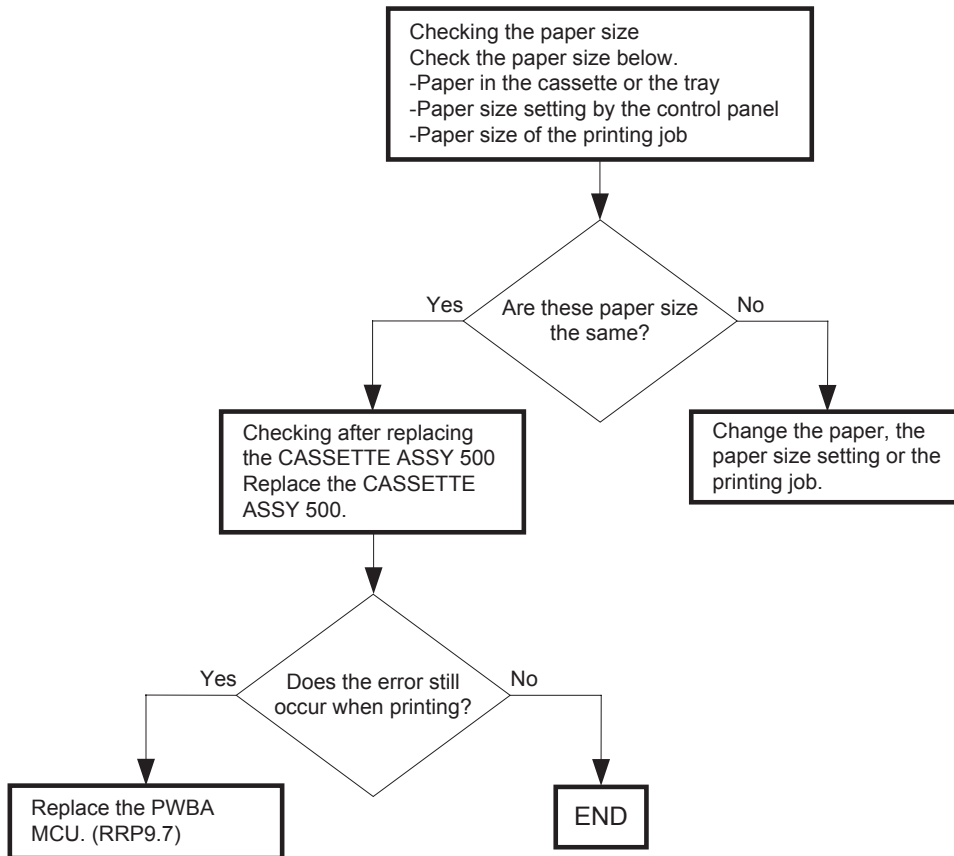 Checking the paper size
Check the paper size below.
-Paper in the cassette or the tray
-Paper size setting by the control panel
-Paper size of the printing job
Yes
Are these paper size
the same?
No
Checking after replacing
the CASSETTE ASSY 500
Replace the CASSETTE
ASSY 500.
Change the paper, the
paper size setting or the
printing job.
Yes
Does the error still
occur when printing?
No
Replace the PWBA
MCU. (RRP9.7)
END